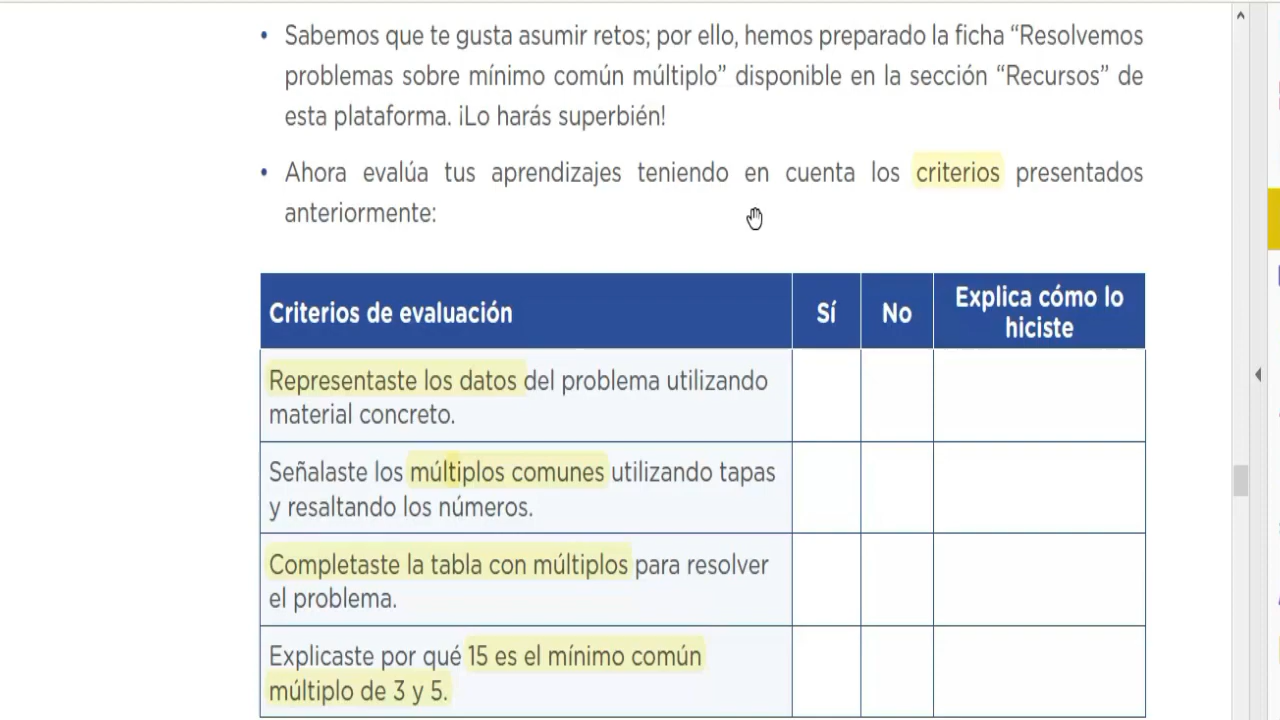 • Sabemos que te gusta asumir retos; por ello, hemos preparado la ficha “Resolvemos
problemas sobre mínimo común múltiplo” disponible en la sección “Recursos” de
esta plataforma. ¡Lo harás superbién!
• Ahora evalúa tus aprendizajes teniendo en cuenta los criterios presentados
anteriormente:
Criterios de evaluación
Sí
No
Explica cómo lo
hiciste
Representaste los datos del problema utilizando
material concreto.
Señalaste los múltiplos comunes utilizando tapas
y resaltando los números.
Completaste la tabla con múltiplos para resolver
el problema.
Explicaste por qué 15 es el mínimo común
múltiplo de 3 y 5.